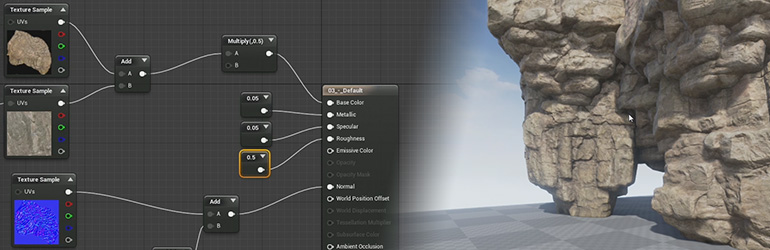 Texture Sample
UVs
Add
A
B
Multiply(,0.5)
A
B
Texture Sample
UVs
0.05
0.05
0.5
03_-_Default
Base Color
Metallic
Specular
Roughness
Emissive Color
Opacity
Opacity Mask
Normal
World Position Offset
World Displacement
Tessellation Multiplier
Subsurface Color
Ambient Occlusion
Texture Sample
UVs
Add
A
B